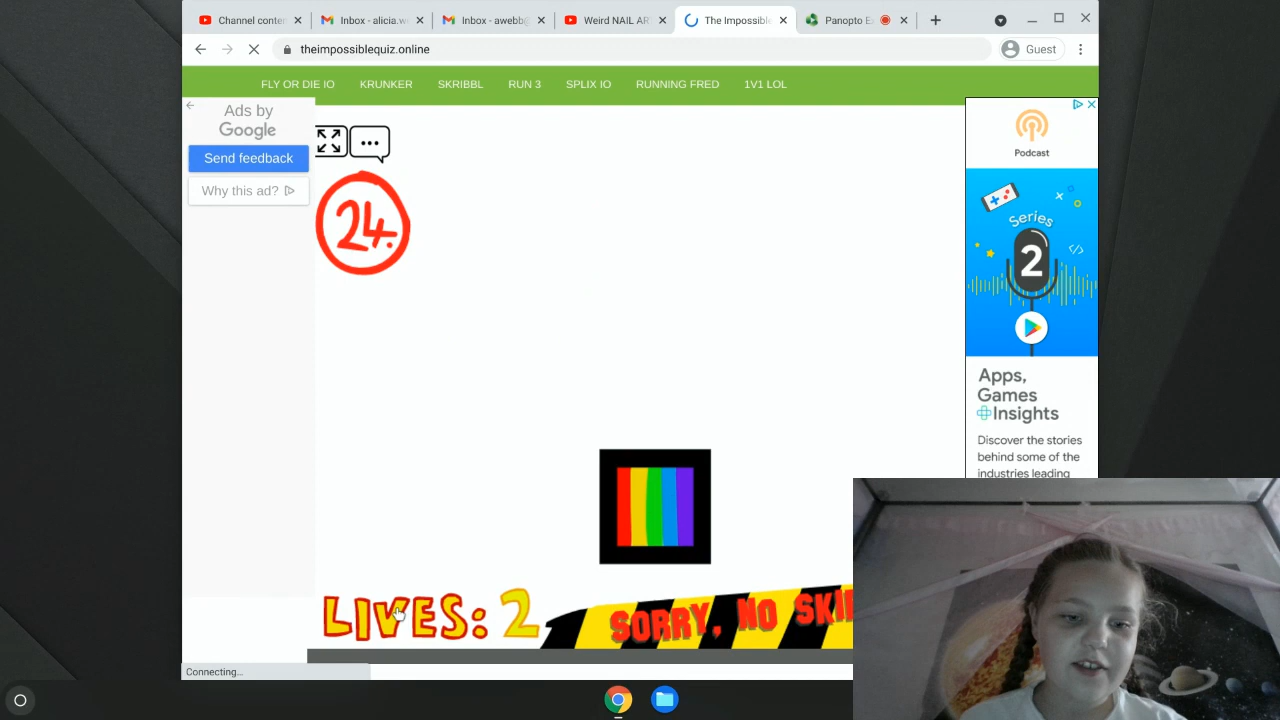 Channel conten
Inbox - alicia.w
Inbox - awebb@
Weird NAIL AR
The Impossible
Panopto E
theimpossiblequiz.online
Guest
FLY OR DIE IO
KRUNKER
SKRIBBL
RUN 3
SPLIX IO
RUNNING FRED
1V1 LOL
Ads by
Google
Send feedback
Why this ad?
24.
LIVES: 2
SORRY, NO SKI
Podcast
Series
2
Apps,
Games
Insights
Discover the stories
behind some of the
industries leading
Connecting...